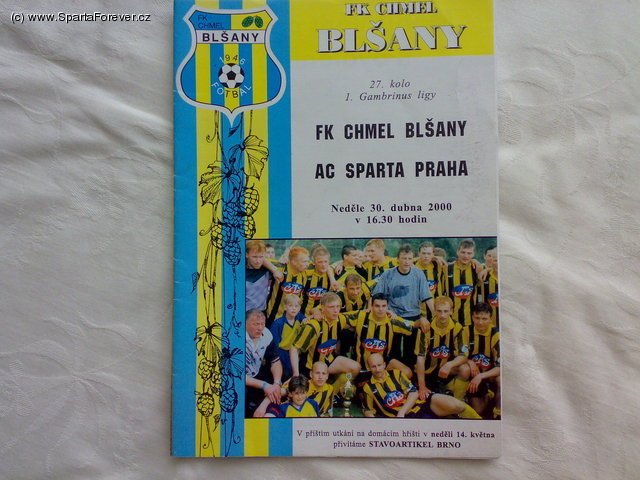 (c) www.SpartaForever.cz
FK
CHMEL
BLŠANY
1946
FOTBAL
FK CHMEL
BLŠANY
27. kolo
1. Gambrinus ligy
FK CHMEL BLŠANY
AC SPARTA PRAHA
Neděle 30. dubna 2000
v 16.30 hodin
V příštím utkání na domácím hřišti v neděli 14. května
přivítáme STAVOARTIKEL BRNO